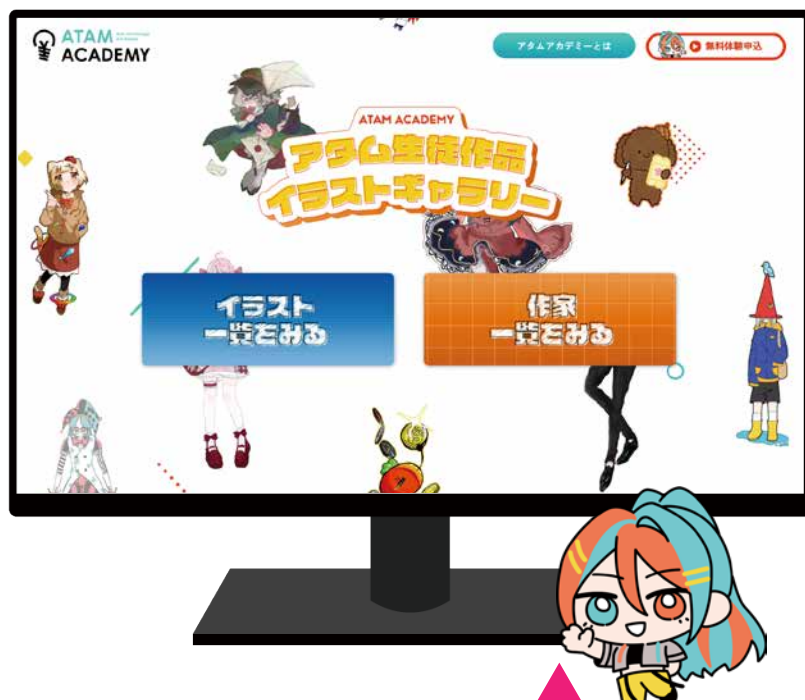 ATAM
ACADEMY
アタムアカデミーとは
無料体験申込
ATAM ACADEMY
アタム生徒作品
イラストギャラリー
イラスト
一覧をみる
作家
一覧をみる